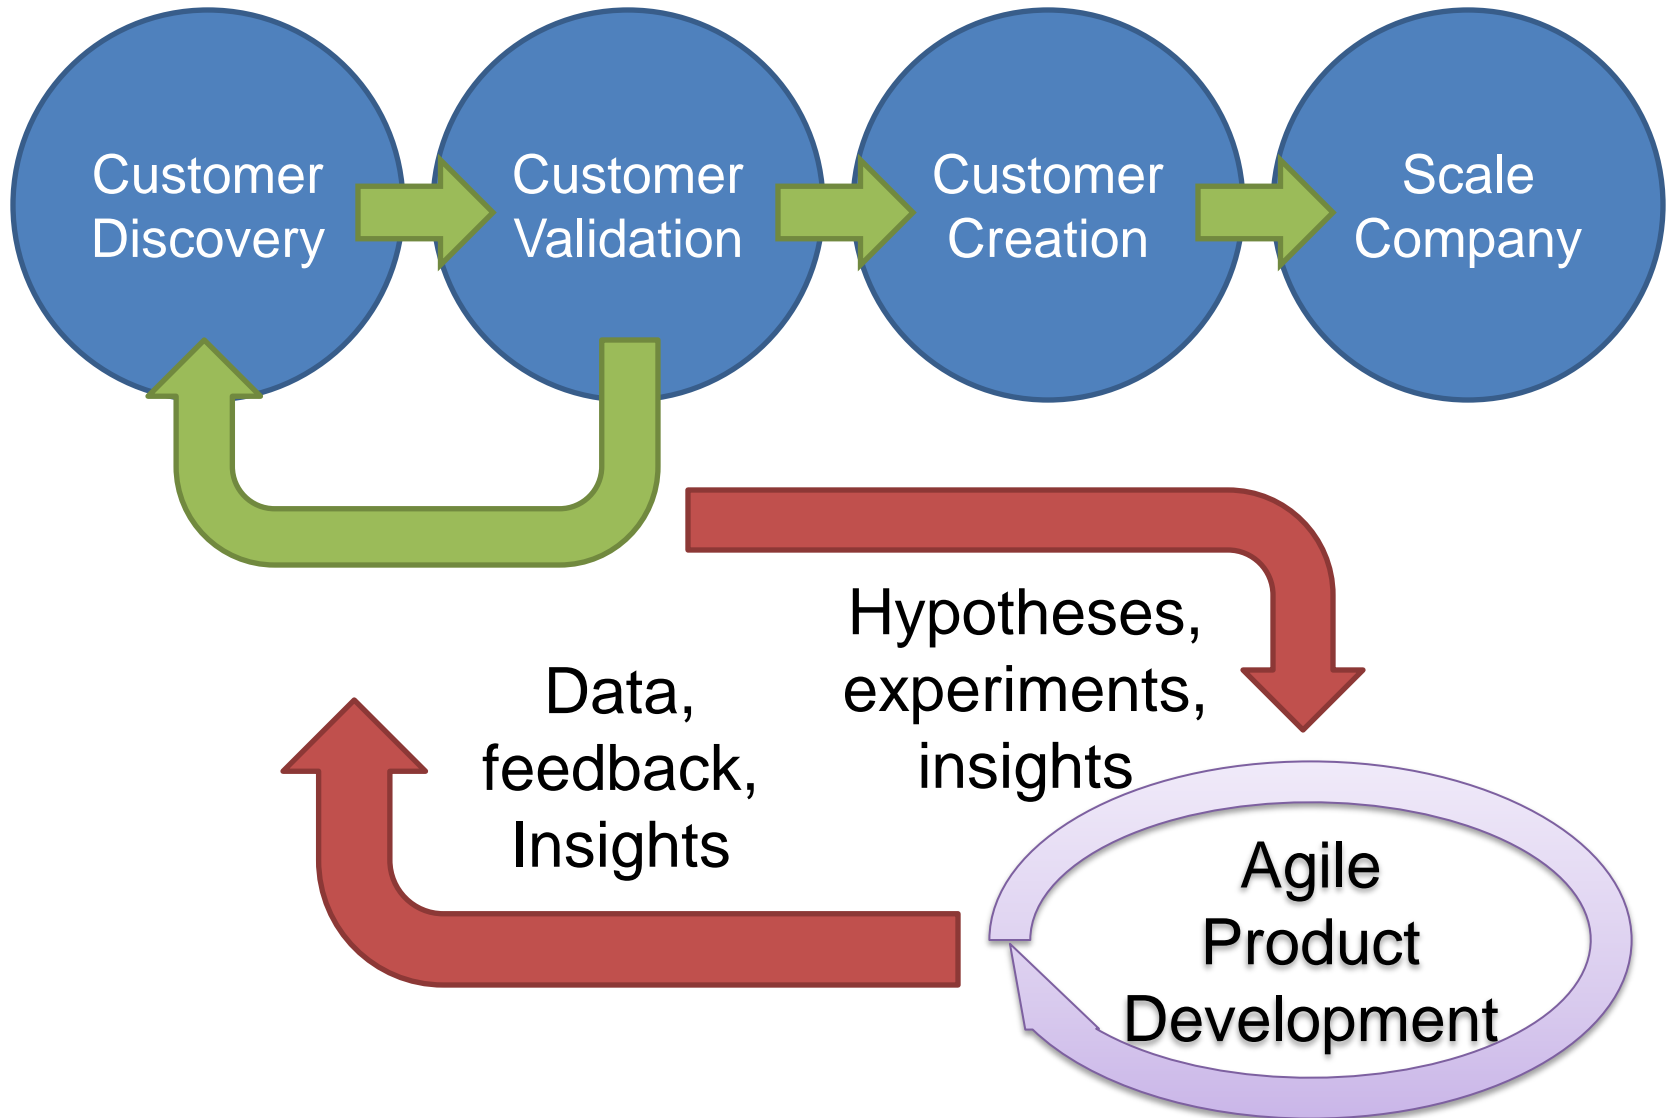 Customer
Discovery
Customer
Validation
Customer
Creation
Scale
Company
Hypotheses,
experiments,
insights
Data,
feedback,
Insights
Agile
Product
Development